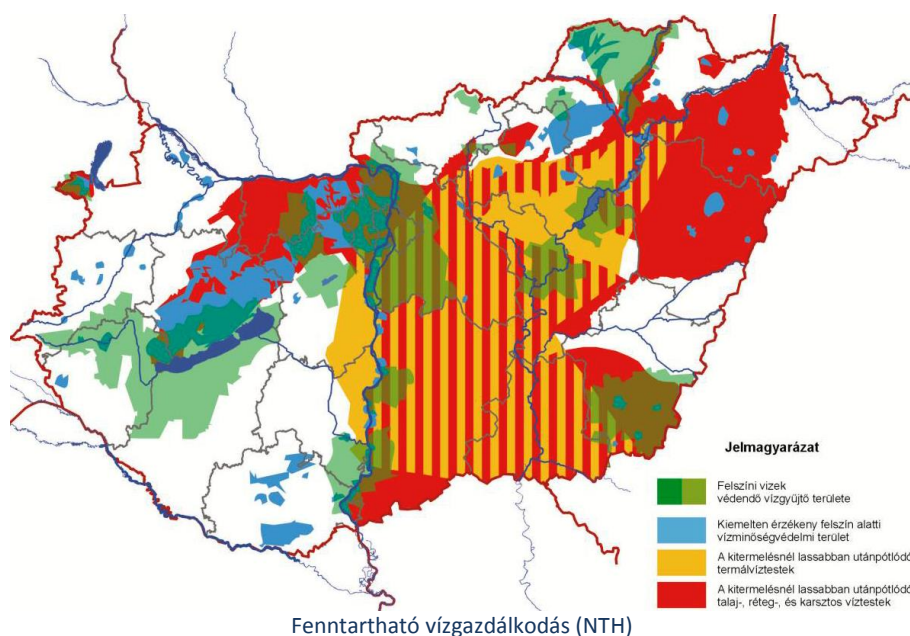 Jelmagyarázat
Felszíni vizek
védendő vízgyüjtő területe
Kiemelten érzékeny felszín alatti
vízminőségvédelmi terület
A kitermelésnél lassabban utánpótlódó
termálvíztestek
A kitermelésnél lassabban utánpótlódó
talaj-, réteg-, és karsztos víztestek
Fenntartható vízgazdálkodás (NTH)